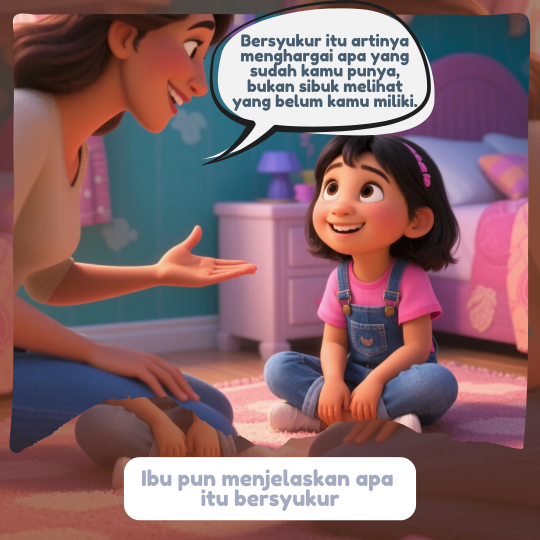 Bersyukur itu artinya
menghargai apa yang
sudah kamu punya,
bukan sibuk melihat
yang belum kamu miliki.
Ibu pun menjelaskan apa
itu bersyukur